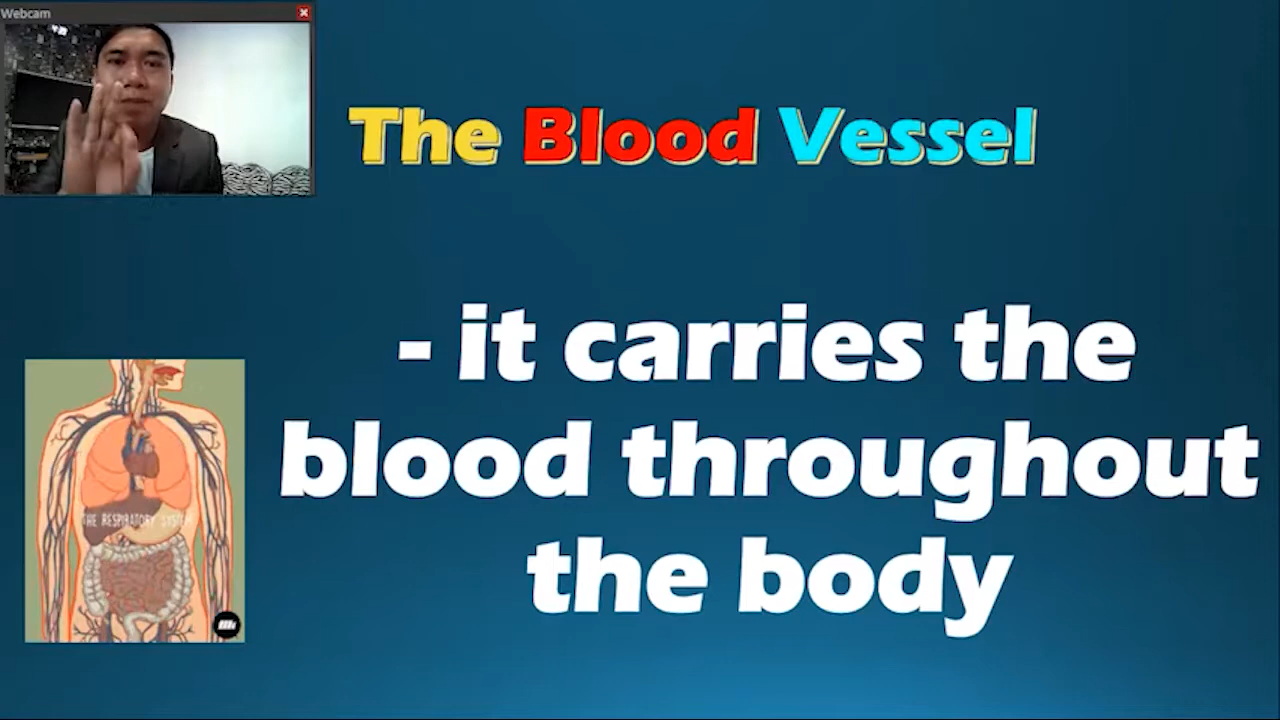 Webcam
The Blood Vessel
- it carries the
blood throughout
the body
THE RESPIRATORY SYSTEM